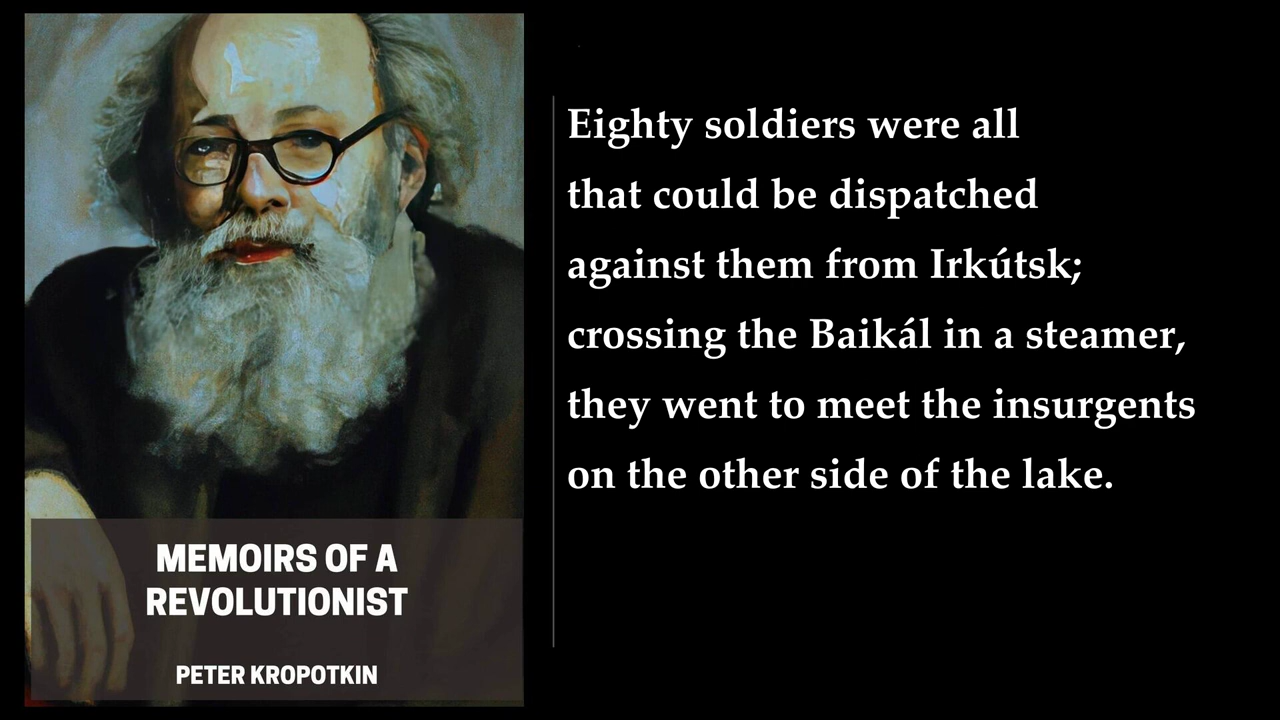 Eighty soldiers were all
that could be dispatched
against them from Irkútsk;
crossing the Baikál in a steamer,
they went to meet the insurgents
on the other side of the lake.
MEMOIRS OF A
REVOLUTIONIST
PETER KROPOTKIN